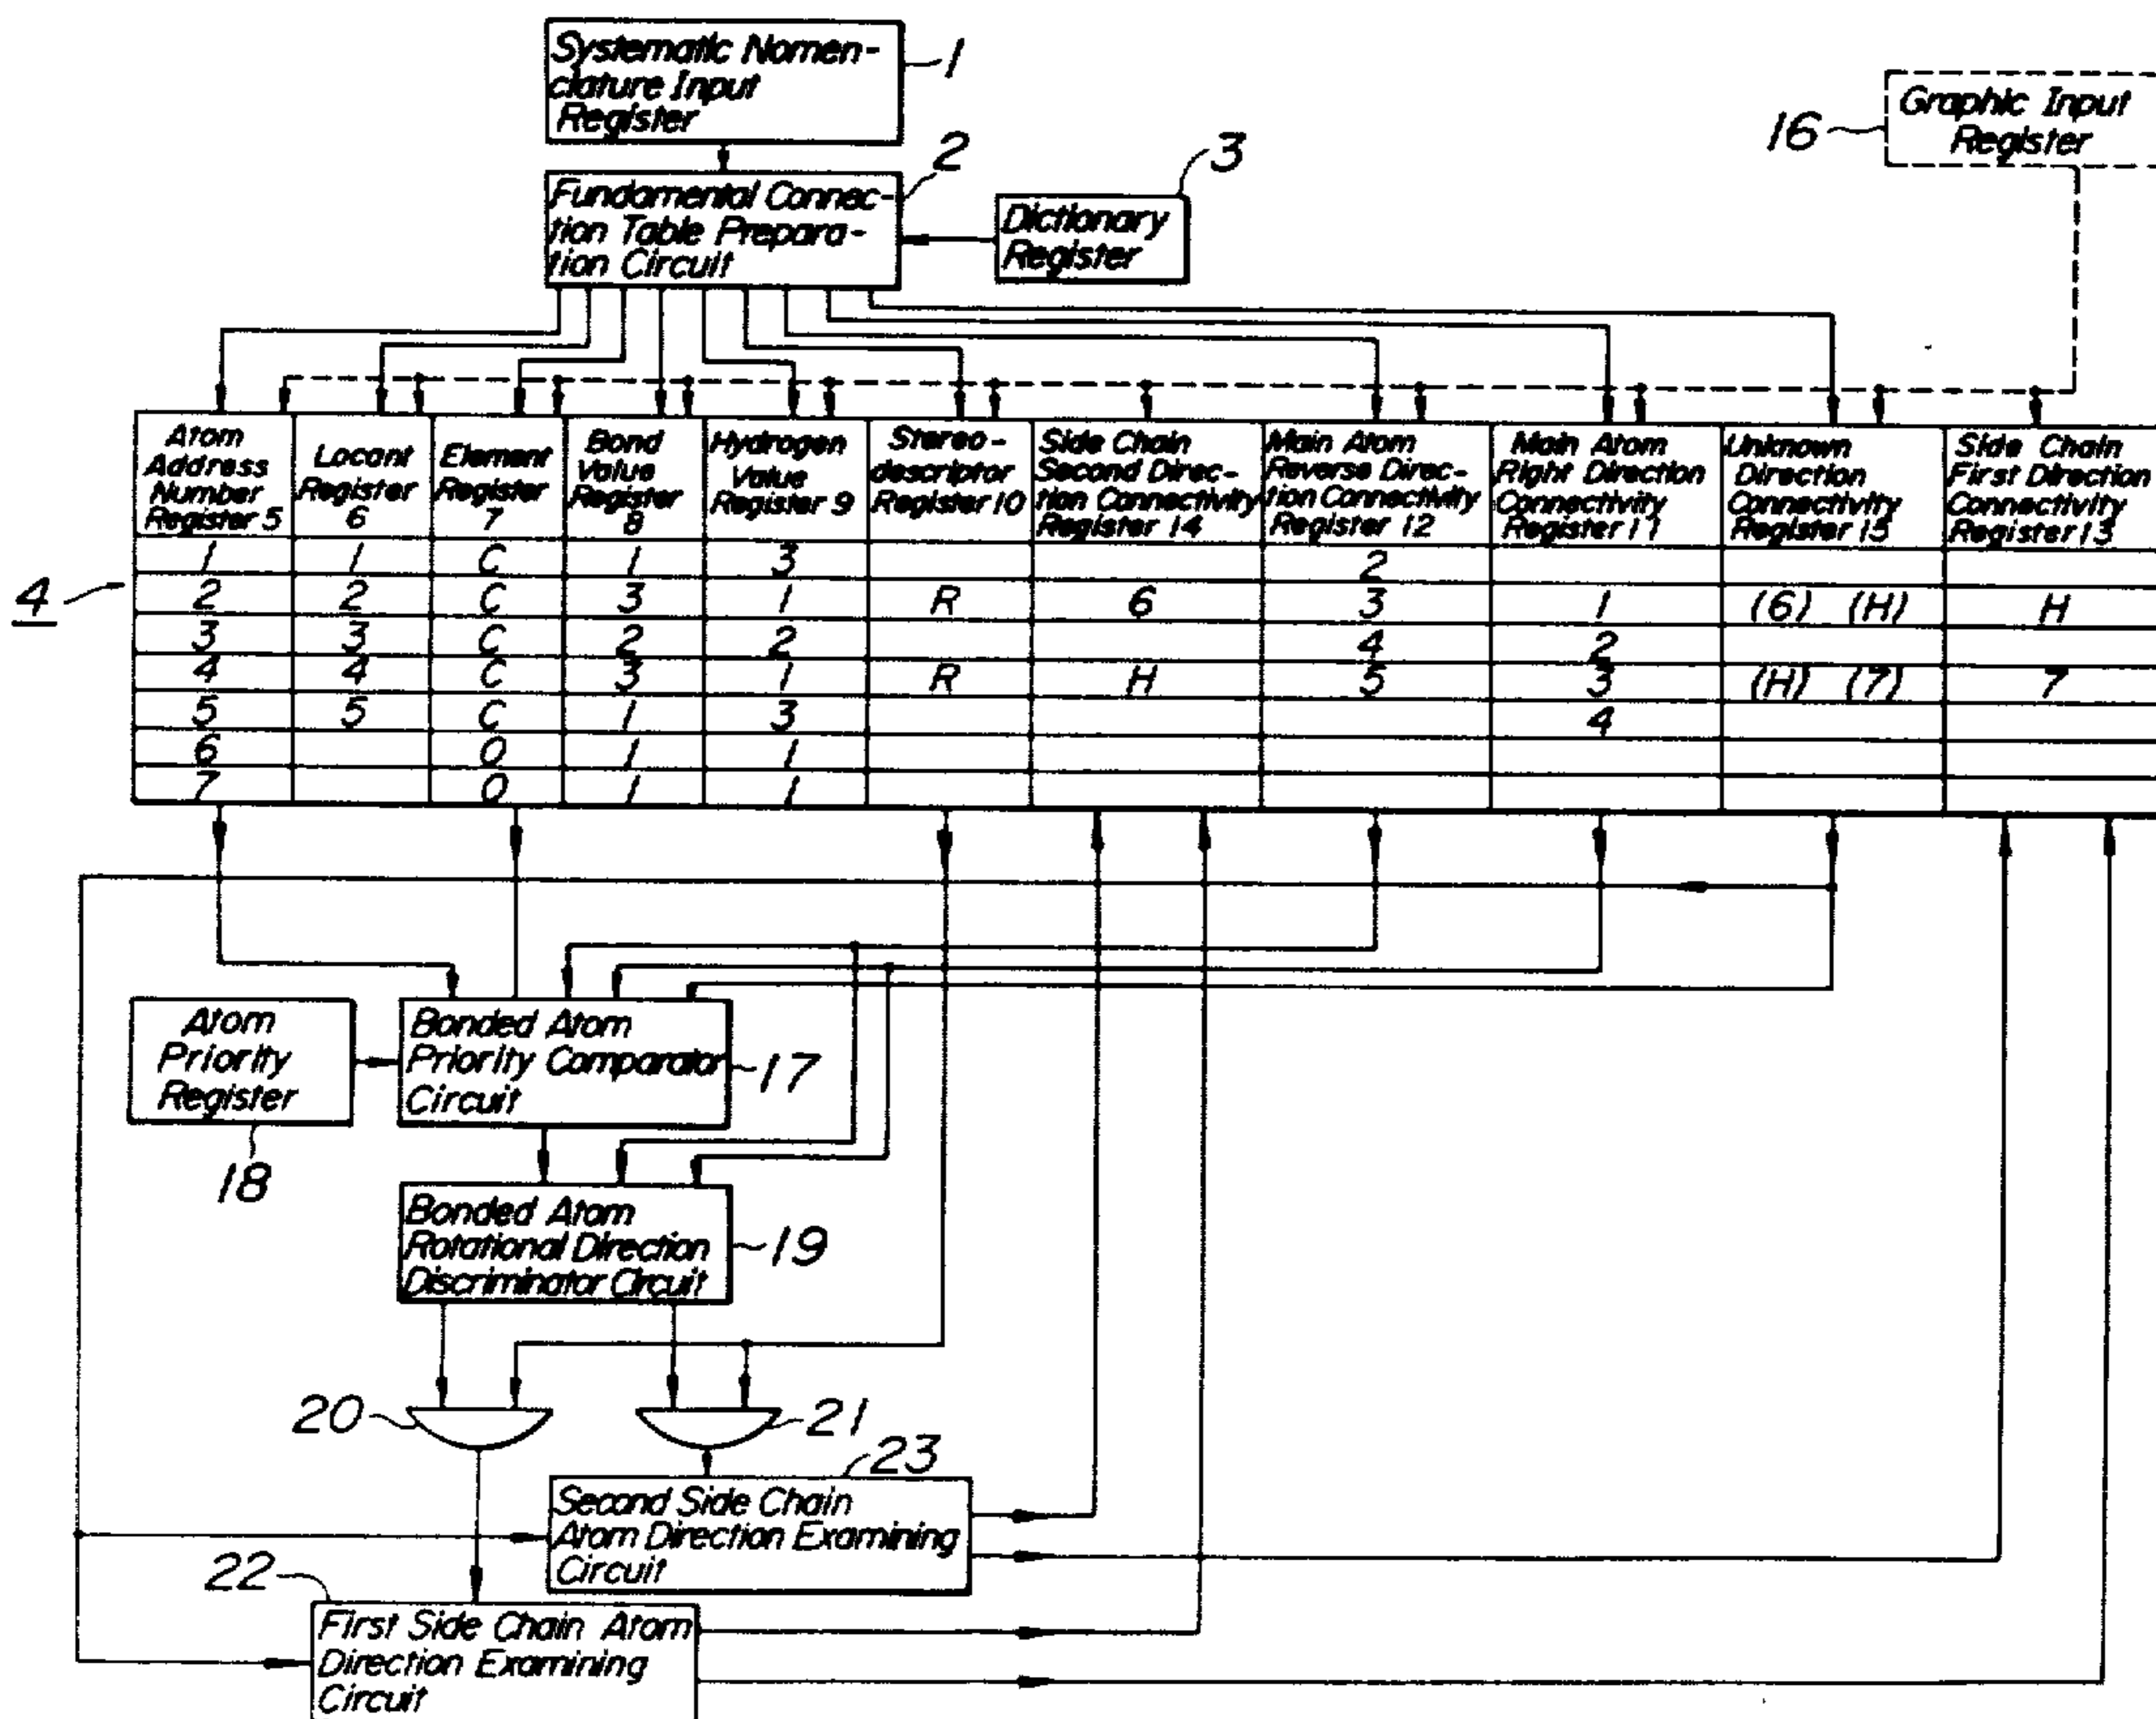 Systematic Nomen-
clature Input
Register
1
Fundamental Connec-
tion Table Prepara-
tion Circuit
2
Dictionary
Register
3
Graphic Input
Register
16
4
Atom
Address
Number
Register 5
Locant
Register
6
Element
Register
7
Bond
Value
Register
8
Hydrogen
Value
Register 9
Stereo-
descriptor
Register 10
Side Chain
Second Direc-
tion Connectivity
Register 14
Main Atom
Reverse Direc-
tion Connectivity
Register 12
Main Atom
Right Direction
Connectivity
Register 11
Unknown
Direction
Connectivity
Register 15
Side Chain
First Direction
Connectivity
Register 13
1 1 C 1 3 2
2 2 C 3 1 R 6 3 1 (6) (H) H
3 3 C 2 2 4 2
4 4 C 3 1 R H 5 3 (H) (7) 7
5 5 C 1 3 4
6 O 1 1
7 O 1 1
Atom
Priority
Register
18
Bonded Atom
Priority Comparator
Circuit
17
Bonded Atom
Rotational Direction
Discriminator Circuit
19
20
21
23
Second Side Chain
Atom Direction Examining
Circuit
22
First Side Chain Atom
Direction Examining
Circuit